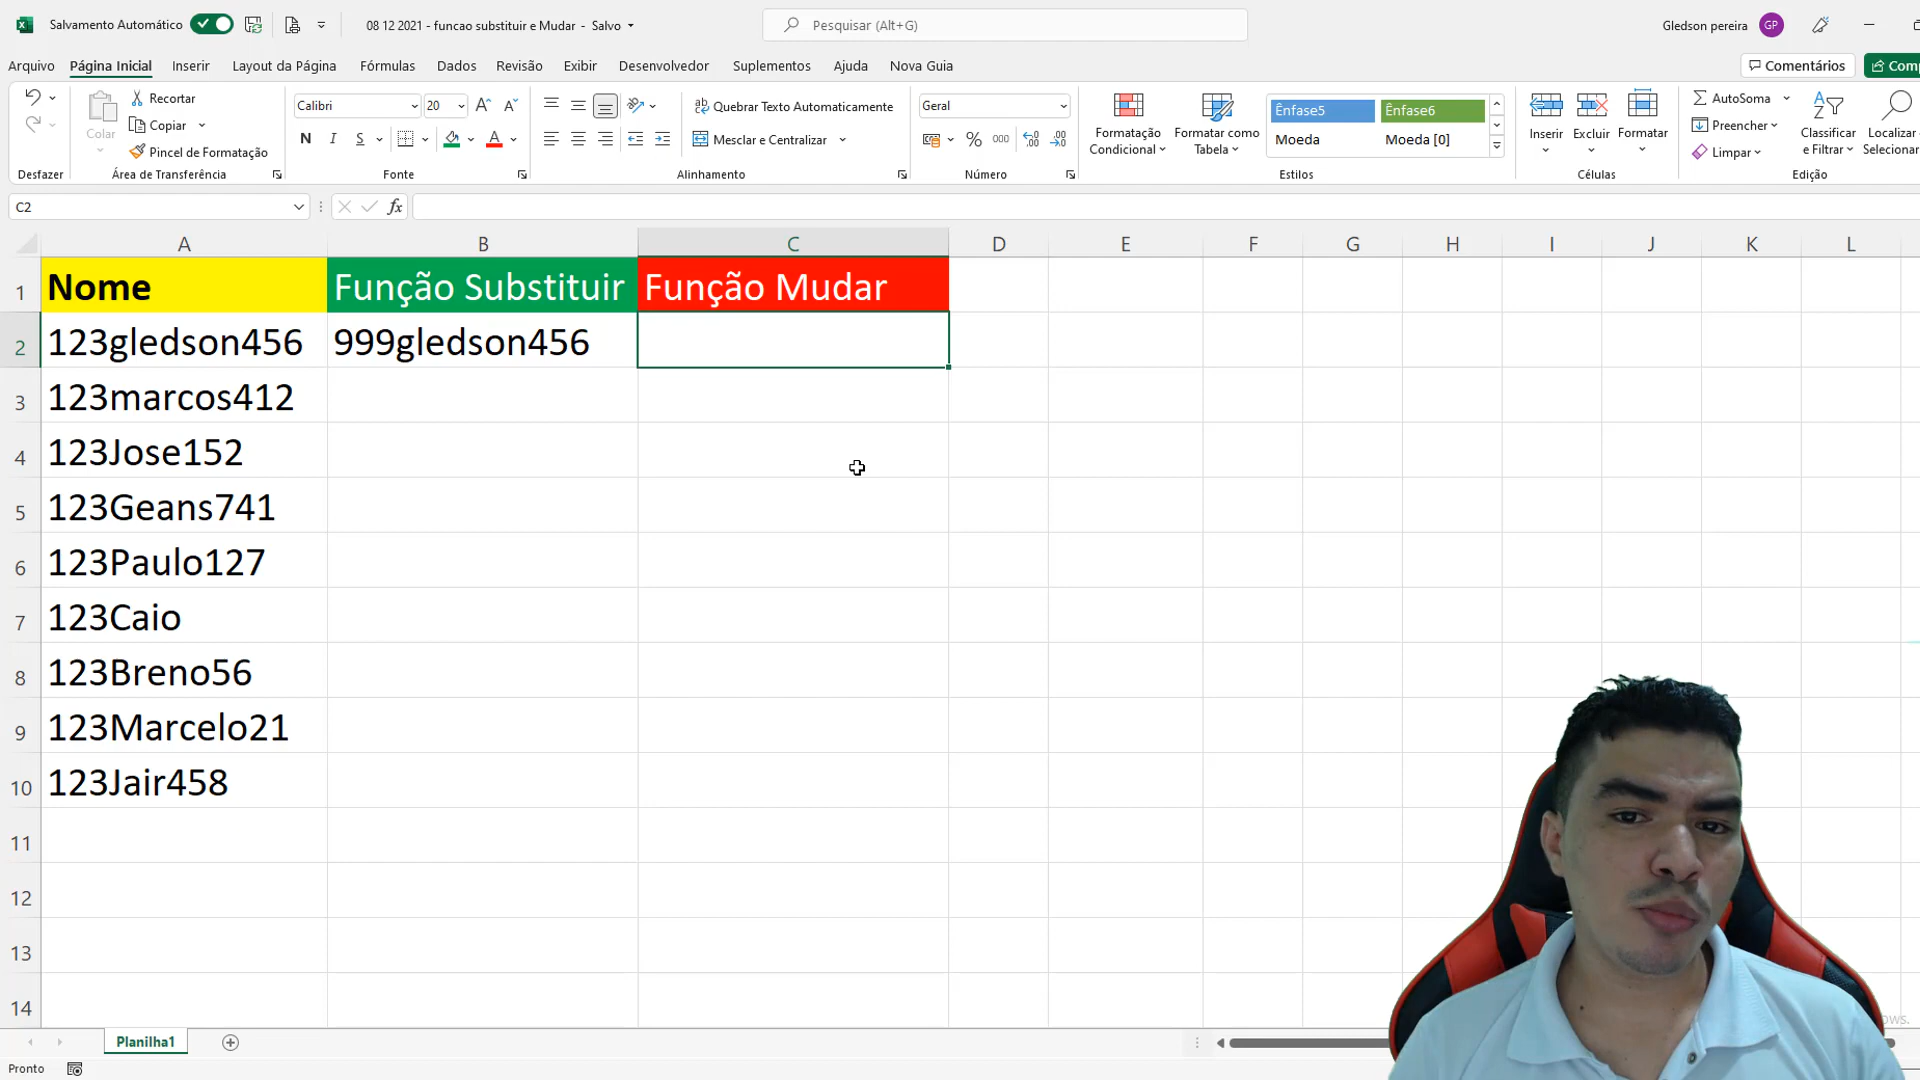 Salvamento Automático
08 12 2021 - funcao substituir e Mudar - Salvo
Pesquisar (Alt+G)
Gledson pereira
GP
Arquivo
Página Inicial
Inserir
Layout da Página
Fórmulas
Dados
Revisão
Exibir
Desenvolvedor
Suplementos
Ajuda
Nova Guia
Comentários
Comp
Colar
Recortar
Copiar
Pincel de Formatação
Calibri
20
N I S
Quebrar Texto Automaticamente
Mesclar e Centralizar
Geral
% 000
Formatação Condicional
Formatar como Tabela
Ênfase5
Ênfase6
Moeda
Moeda [0]
Inserir
Excluir
Formatar
AutoSoma
Preencher
Limpar
Classificar e Filtrar
Localizar Selecionar
Desfazer
Área de Transferência
Fonte
Alinhamento
Número
Estilos
Células
Edição
C2
fx
A B C D E F G H I J K L
1 Nome Função Substituir Função Mudar
2 123gledson456 999gledson456
3 123marcos412
4 123Jose152
5 123Geans741
6 123Paulo127
7 123Caio
8 123Breno56
9 123Marcelo21
10 123Jair458
11
12
13
14
Planilha1
Pronto